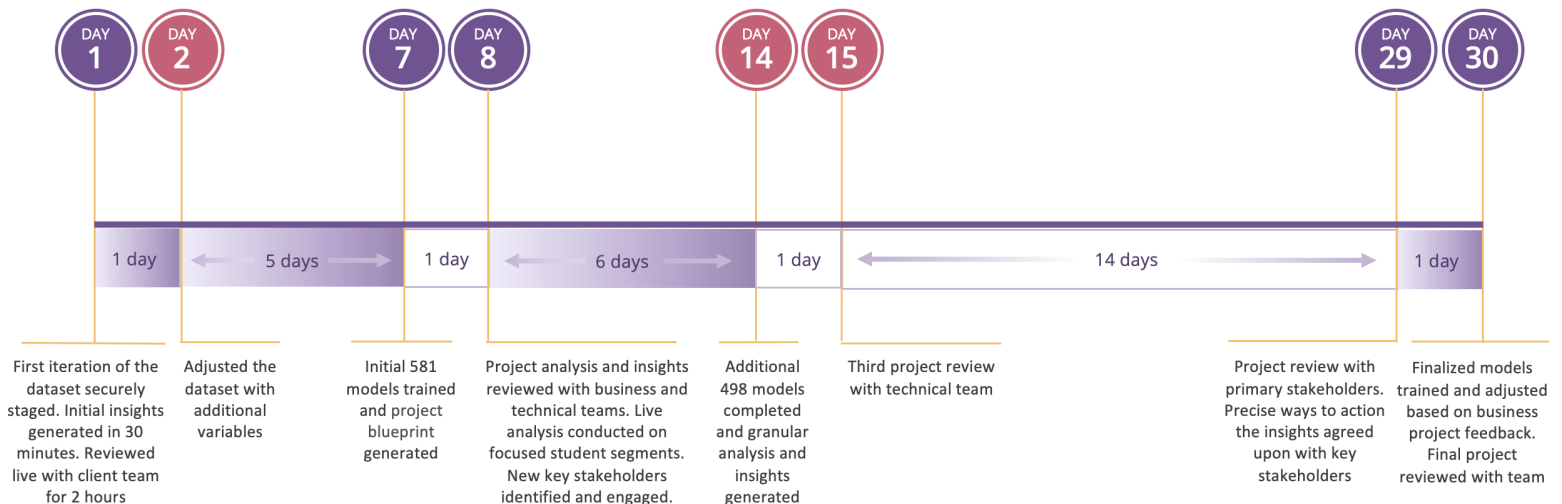 DAY
1
DAY
2
DAY
7
DAY
8
DAY
14
DAY
15
DAY
29
DAY
30
1 day
5 days
1 day
6 days
1 day
14 days
1 day
First iteration of the
dataset securely
staged. Initial insights
generated in 30
minutes. Reviewed
live with client team
for 2 hours
Adjusted the
dataset with
additional
variables
Initial 581
models trained
and project
blueprint
generated
Project analysis and insights
reviewed with business and
technical teams. Live
analysis conducted on
focused student segments.
New key stakeholders
identified and engaged.
Additional
498 models
completed
and granular
analysis and
insights
generated
Third project review
with technical team
Project review with
primary stakeholders.
Precise ways to action
the insights agreed
upon with key
stakeholders
Finalized models
trained and adjusted
based on business
project feedback.
Final project
reviewed with team